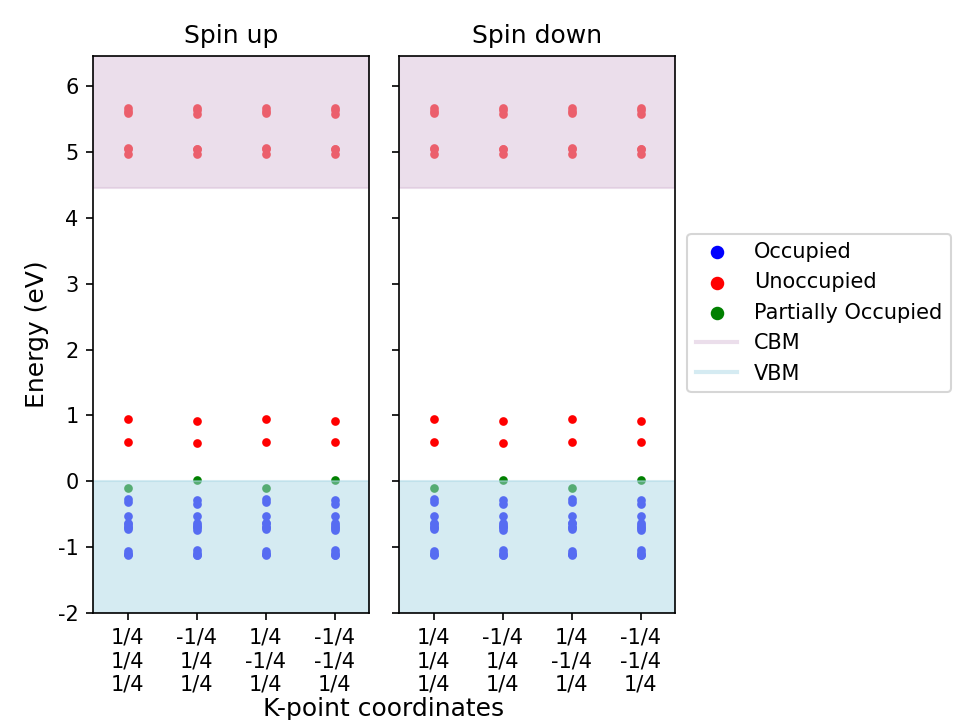 Spin up
Spin down
Energy (eV)
6
5
4
3
2
1
0
-1
-2
1/4 -1/4 1/4 -1/4
1/4 1/4 -1/4 -1/4
1/4 1/4 1/4 1/4
1/4 -1/4 1/4 -1/4
1/4 1/4 -1/4 -1/4
1/4 1/4 1/4 1/4
K-point coordinates
Occupied
Unoccupied
Partially Occupied
CBM
VBM